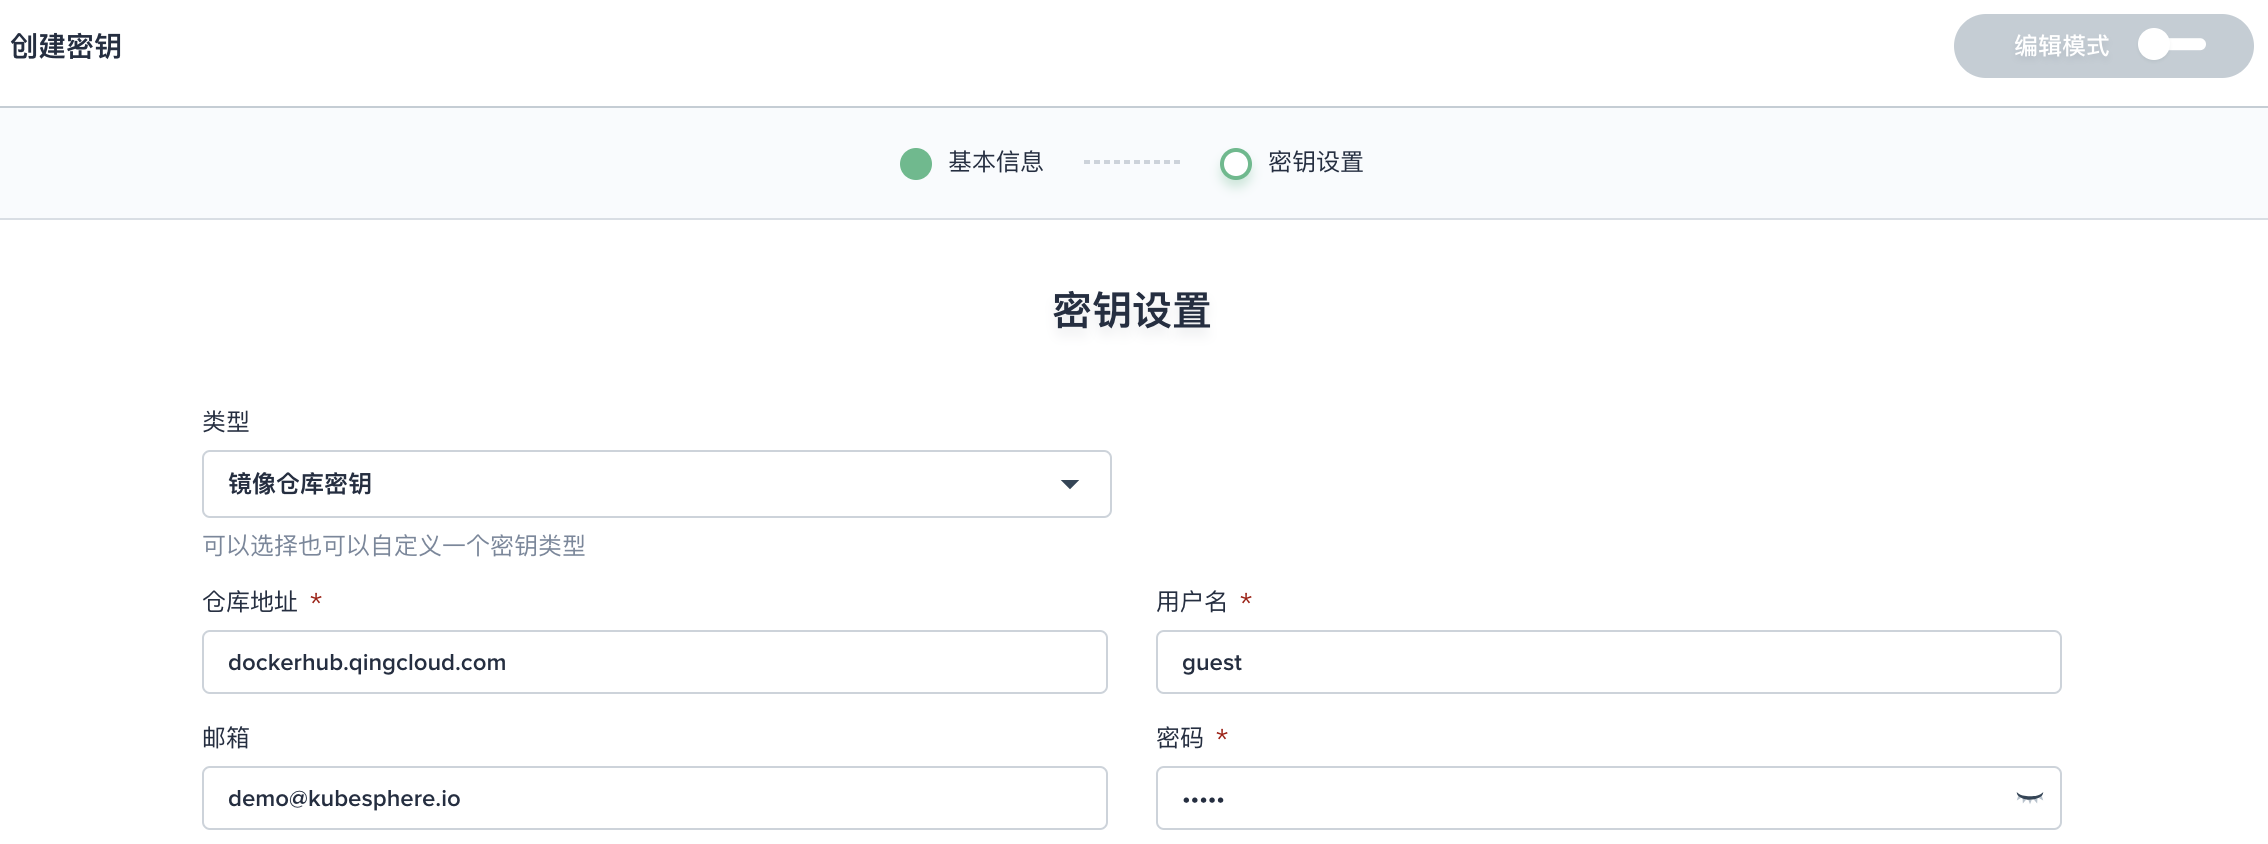 创建密钥
编辑模式
基本信息
密钥设置
密钥设置
类型
镜像仓库密钥
可以选择也可以自定义一个密钥类型
仓库地址 *
用户名 *
dockerhub.qingcloud.com
guest
邮箱
密码 *
demo@kubesphere.io
•••••